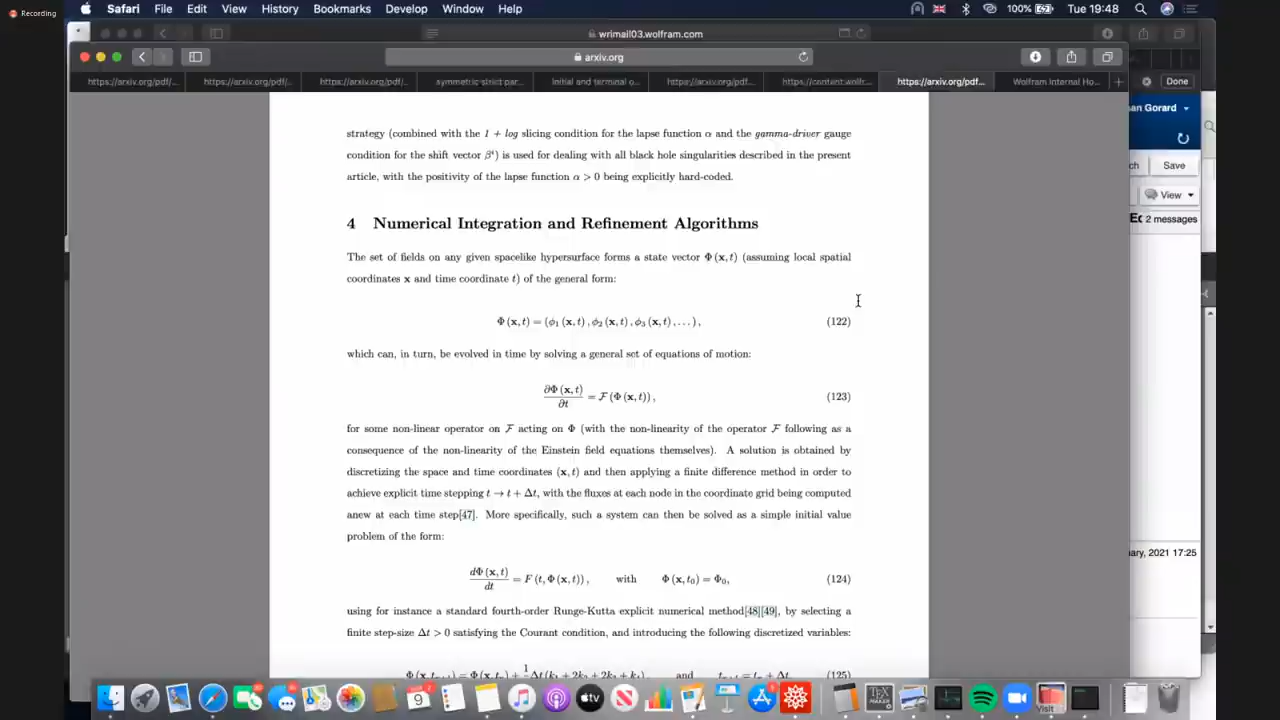 Recording
Safari File Edit View History Bookmarks Develop Window Help
100%
Tue 19:48
wrimail03.wolfram.com
arxiv.org
https://arxiv.org/pdf/... https://arxiv.org/pdf/... https://arxiv.org/pdf/... symmetric-strict-par... Initial and terminal o... https://arxiv.org/pdf/... https://content.wolfr... https://arxiv.org/pdf... Wolfram Internal Ho... + Done
an Gorard
ch Save
View
Ec 2 messages
ary, 2021 17:25
strategy (combined with the 1 + log slicing condition for the lapse function α and the gamma-driver gauge
condition for the shift vector βⁱ) is used for dealing with all black hole singularities described in the present
article, with the positivity of the lapse function α > 0 being explicitly hard-coded.
4 Numerical Integration and Refinement Algorithms
The set of fields on any given spacelike hypersurface forms a state vector Φ (x, t) (assuming local spatial
coordinates x and time coordinate t) of the general form:
Φ (x, t) = (ϕ₁ (x, t) , ϕ₂ (x, t) , ϕ₃ (x, t) , . . . ) , (122)
which can, in turn, be evolved in time by solving a general set of equations of motion:
∂Φ (x, t) / ∂t = F (Φ (x, t)) , (123)
for some non-linear operator on F acting on Φ (with the non-linearity of the operator F following as a
consequence of the non-linearity of the Einstein field equations themselves). A solution is obtained by
discretizing the space and time coordinates (x, t) and then applying a finite difference method in order to
achieve explicit time stepping t → t + Δt, with the fluxes at each node in the coordinate grid being computed
anew at each time step[47]. More specifically, such a system can then be solved as a simple initial value
problem of the form:
dΦ (x, t) / dt = F (t, Φ (x, t)) , with Φ (x, t₀) = Φ₀, (124)
using for instance a standard fourth-order Runge-Kutta explicit numerical method[48][49], by selecting a
finite step-size Δt > 0 satisfying the Courant condition, and introducing the following discretized variables:
and (125)
9
tv
TEX
MAKER
Visit